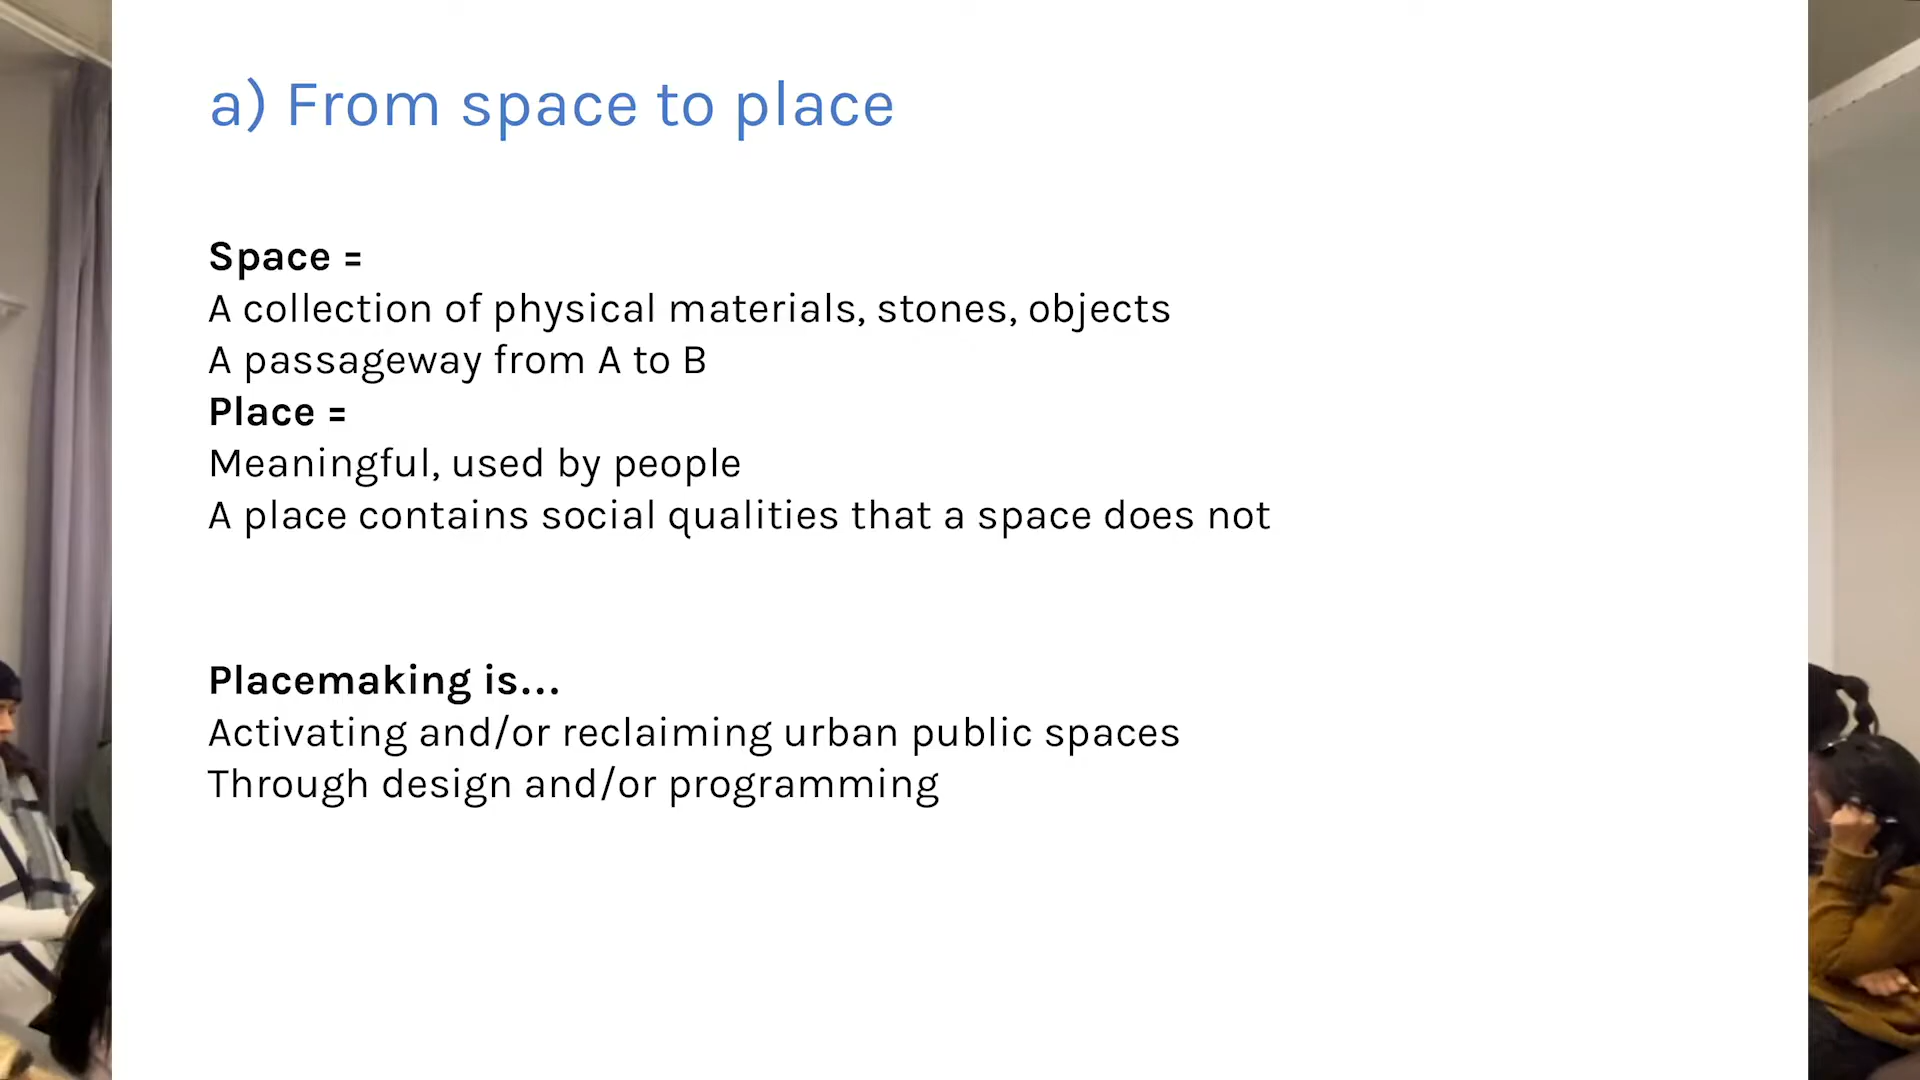 a) From space to place
Space =
A collection of physical materials, stones, objects
A passageway from A to B
Place =
Meaningful, used by people
A place contains social qualities that a space does not
Placemaking is...
Activating and/or reclaiming urban public spaces
Through design and/or programming